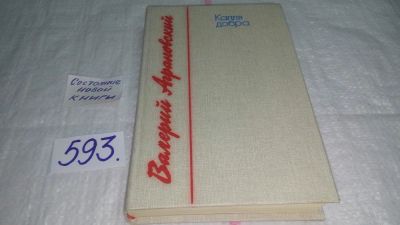 Состояние
новой
книги.
593.
Валерий Аграновский
Капля
добра